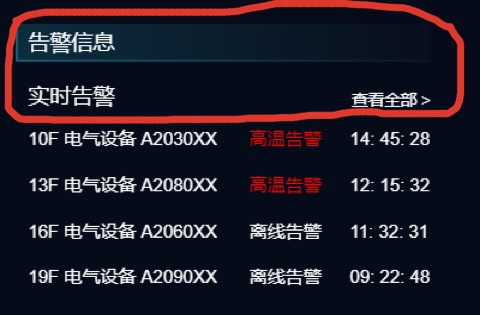 告警信息
实时告警 查看全部 >
10F 电气设备 A2030XX 高温告警 14: 45: 28
13F 电气设备 A2080XX 高温告警 12: 15: 32
16F 电气设备 A2060XX 离线告警 11: 32: 31
19F 电气设备 A2090XX 离线告警 09: 22: 48